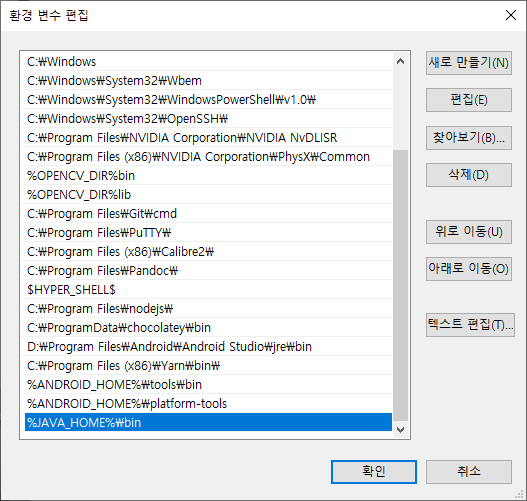 환경 변수 편집
C:₩Windows
C:₩Windows₩System32₩Wbem
C:₩Windows₩System32₩WindowsPowerShell₩v1.0₩
C:₩Windows₩System32₩OpenSSH₩
C:₩Program Files₩NVIDIA Corporation₩NVIDIA NvDLISR
C:₩Program Files (x86)₩NVIDIA Corporation₩PhysX₩Common
%OPENCV_DIR%bin
%OPENCV_DIR%lib
C:₩Program Files₩Git₩cmd
C:₩Program Files₩PuTTY₩
C:₩Program Files (x86)₩Calibre2₩
C:₩Program Files₩Pandoc₩
$HYPER_SHELL$
C:₩Program Files₩nodejs₩
C:₩ProgramData₩chocolatey₩bin
D:₩Program Files₩Android₩Android Studio₩jre₩bin
C:₩Program Files (x86)₩Yarn₩bin₩
%ANDROID_HOME%₩tools₩bin
%ANDROID_HOME%₩platform-tools
%JAVA_HOME%₩bin
새로 만들기(N)
편집(E)
찾아보기(B)...
삭제(D)
위로 이동(U)
아래로 이동(O)
텍스트 편집(T)...
확인
취소